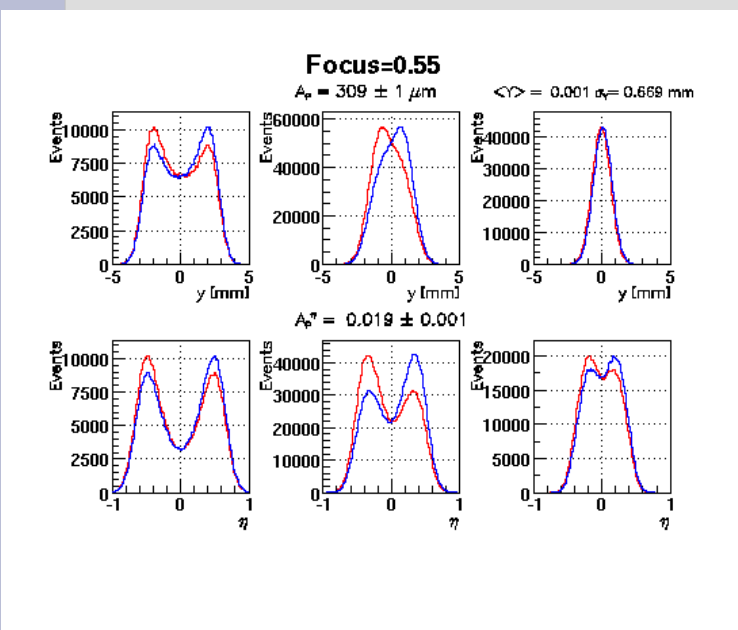 Focus=0.55
Aₚ = 309 ± 1 μm
<Y> = 0.001 σᵧ= 0.669 mm
Events
10000
7500
5000
2500
0
-5
0
5
y [mm]
Events
60000
40000
20000
0
-5
0
5
y [mm]
Events
40000
30000
20000
10000
0
-5
0
5
y [mm]
Aₚ^η = 0.019 ± 0.001
Events
10000
7500
5000
2500
0
-1
0
1
η
Events
40000
30000
20000
10000
0
-1
0
1
η
Events
20000
15000
10000
5000
0
-1
0
1
η